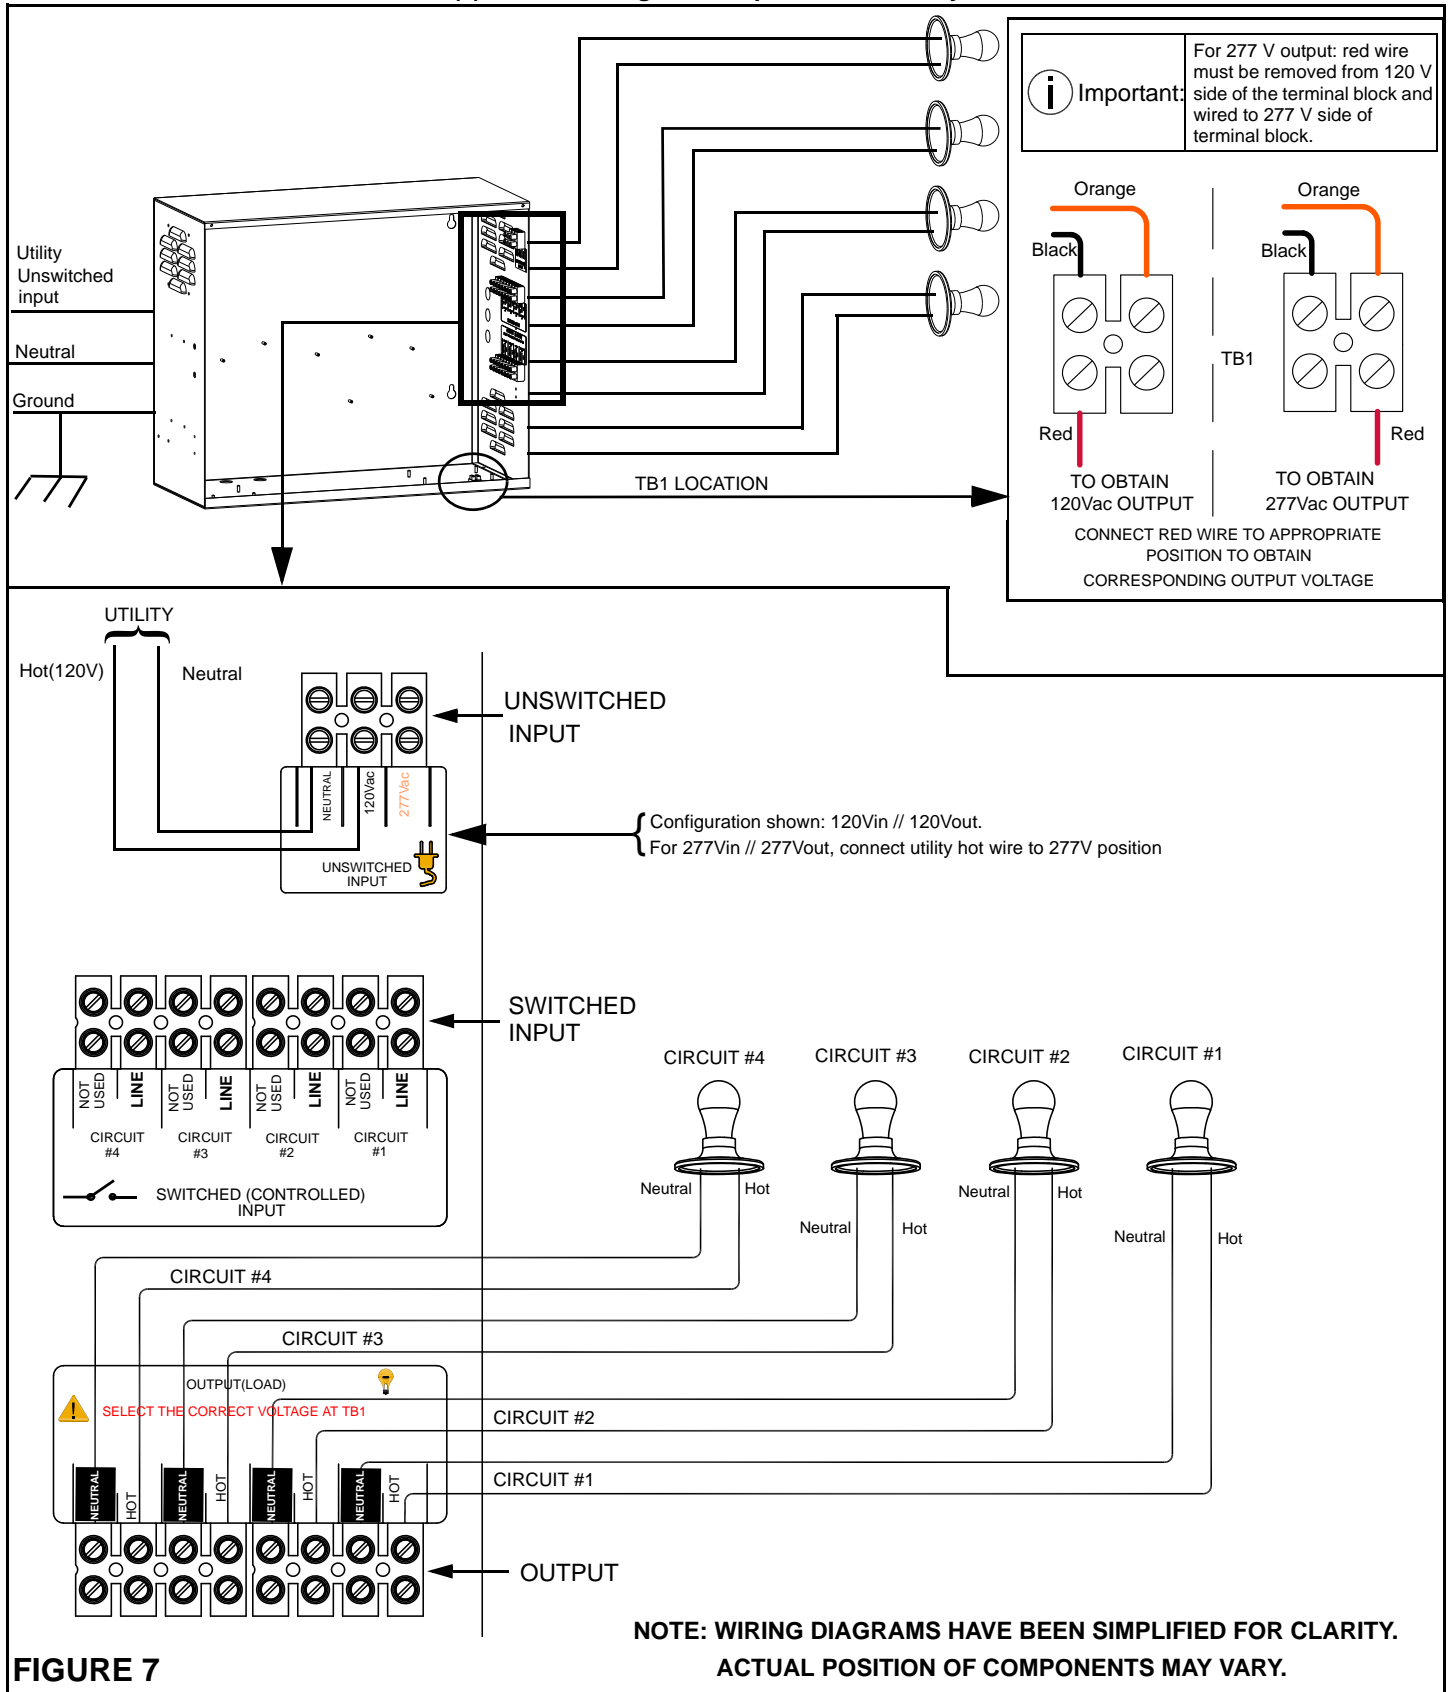 For 277 V output: red wire
must be removed from 120 V
side of the terminal block and
wired to 277 V side of
terminal block.
i Important:
Orange
Orange
Black
Black
TB1
Red
Red
TO OBTAIN
120Vac OUTPUT
TO OBTAIN
277Vac OUTPUT
CONNECT RED WIRE TO APPROPRIATE
POSITION TO OBTAIN
CORRESPONDING OUTPUT VOLTAGE
Utility
Unswitched
input
Neutral
Ground
TB1 LOCATION
UTILITY
Hot(120V)
Neutral
UNSWITCHED
INPUT
NEUTRAL
120Vac
277Vac
UNSWITCHED
INPUT
Configuration shown: 120Vin // 120Vout.
For 277Vin // 277Vout, connect utility hot wire to 277V position
SWITCHED
INPUT
NOT
USED
LINE
NOT
USED
LINE
NOT
USED
LINE
NOT
USED
LINE
CIRCUIT
#4
CIRCUIT
#3
CIRCUIT
#2
CIRCUIT
#1
SWITCHED (CONTROLLED)
INPUT
CIRCUIT #4
CIRCUIT #3
CIRCUIT #2
CIRCUIT #1
Neutral
Hot
Neutral
Hot
Neutral
Hot
Neutral
Hot
CIRCUIT #4
CIRCUIT #3
CIRCUIT #2
CIRCUIT #1
OUTPUT(LOAD)
SELECT THE CORRECT VOLTAGE AT TB1
NEUTRAL
HOT
NEUTRAL
HOT
NEUTRAL
HOT
NEUTRAL
HOT
OUTPUT
NOTE: WIRING DIAGRAMS HAVE BEEN SIMPLIFIED FOR CLARITY.
ACTUAL POSITION OF COMPONENTS MAY VARY.
FIGURE 7